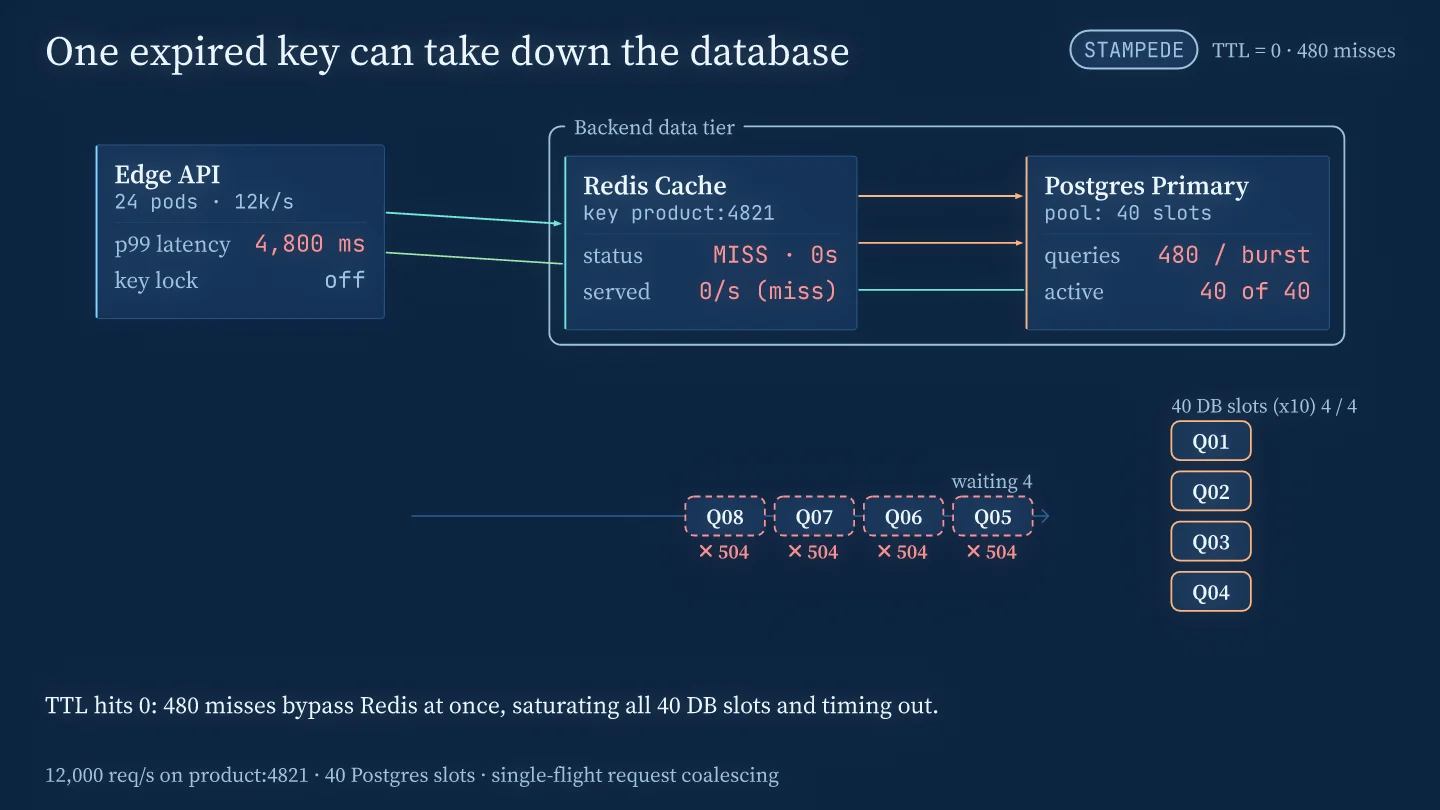 One expired key can take down the database
STAMPEDE
TTL = 0 · 480 misses
Backend data tier
Edge API
24 pods · 12k/s
p99 latency 4,800 ms
key lock off
Redis Cache
key product:4821
status MISS · 0s
served 0/s (miss)
Postgres Primary
pool: 40 slots
queries 480 / burst
active 40 of 40
40 DB slots (x10) 4 / 4
Q01
Q02
Q03
Q04
waiting 4
Q08 Q07 Q06 Q05
✕ 504 ✕ 504 ✕ 504 ✕ 504
TTL hits 0: 480 misses bypass Redis at once, saturating all 40 DB slots and timing out.
12,000 req/s on product:4821 · 40 Postgres slots · single-flight request coalescing